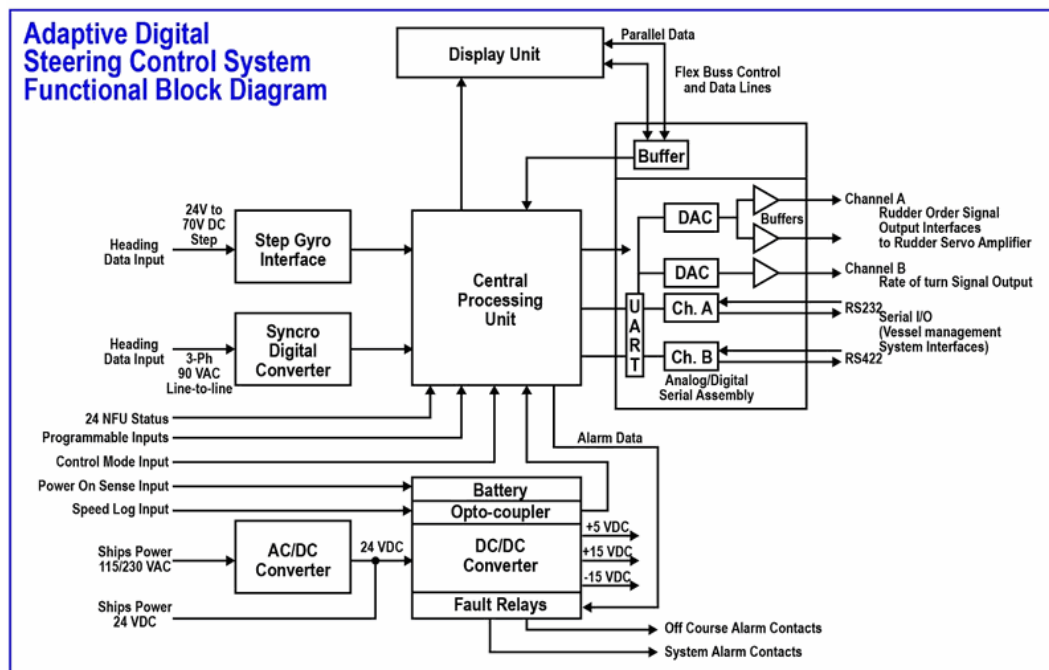 Adaptive Digital
Steering Control System
Functional Block Diagram
Display Unit
Parallel Data
Flex Buss Control
and Data Lines
Buffer
24V to
70V DC
Step
Heading
Data Input
Step Gyro
Interface
Central
Processing
Unit
DAC
Buffers
Channel A
Rudder Order Signal
Output Interfaces
to Rudder Servo Amplifier
DAC
Channel B
Rate of turn Signal Output
UART
Ch. A
RS232
Serial I/O
(Vessel management
System Interfaces)
Ch. B
RS422
Analog/Digital
Serial Assembly
Heading
Data Input
3-Ph
90 VAC
Line-to-line
Syncro
Digital
Converter
24 NFU Status
Programmable Inputs
Control Mode Input
Alarm Data
Power On Sense Input
Battery
Speed Log Input
Opto-coupler
Ships Power
115/230 VAC
AC/DC
Converter
24 VDC
DC/DC
Converter
+5 VDC
+15 VDC
-15 VDC
Ships Power
24 VDC
Fault Relays
Off Course Alarm Contacts
System Alarm Contacts